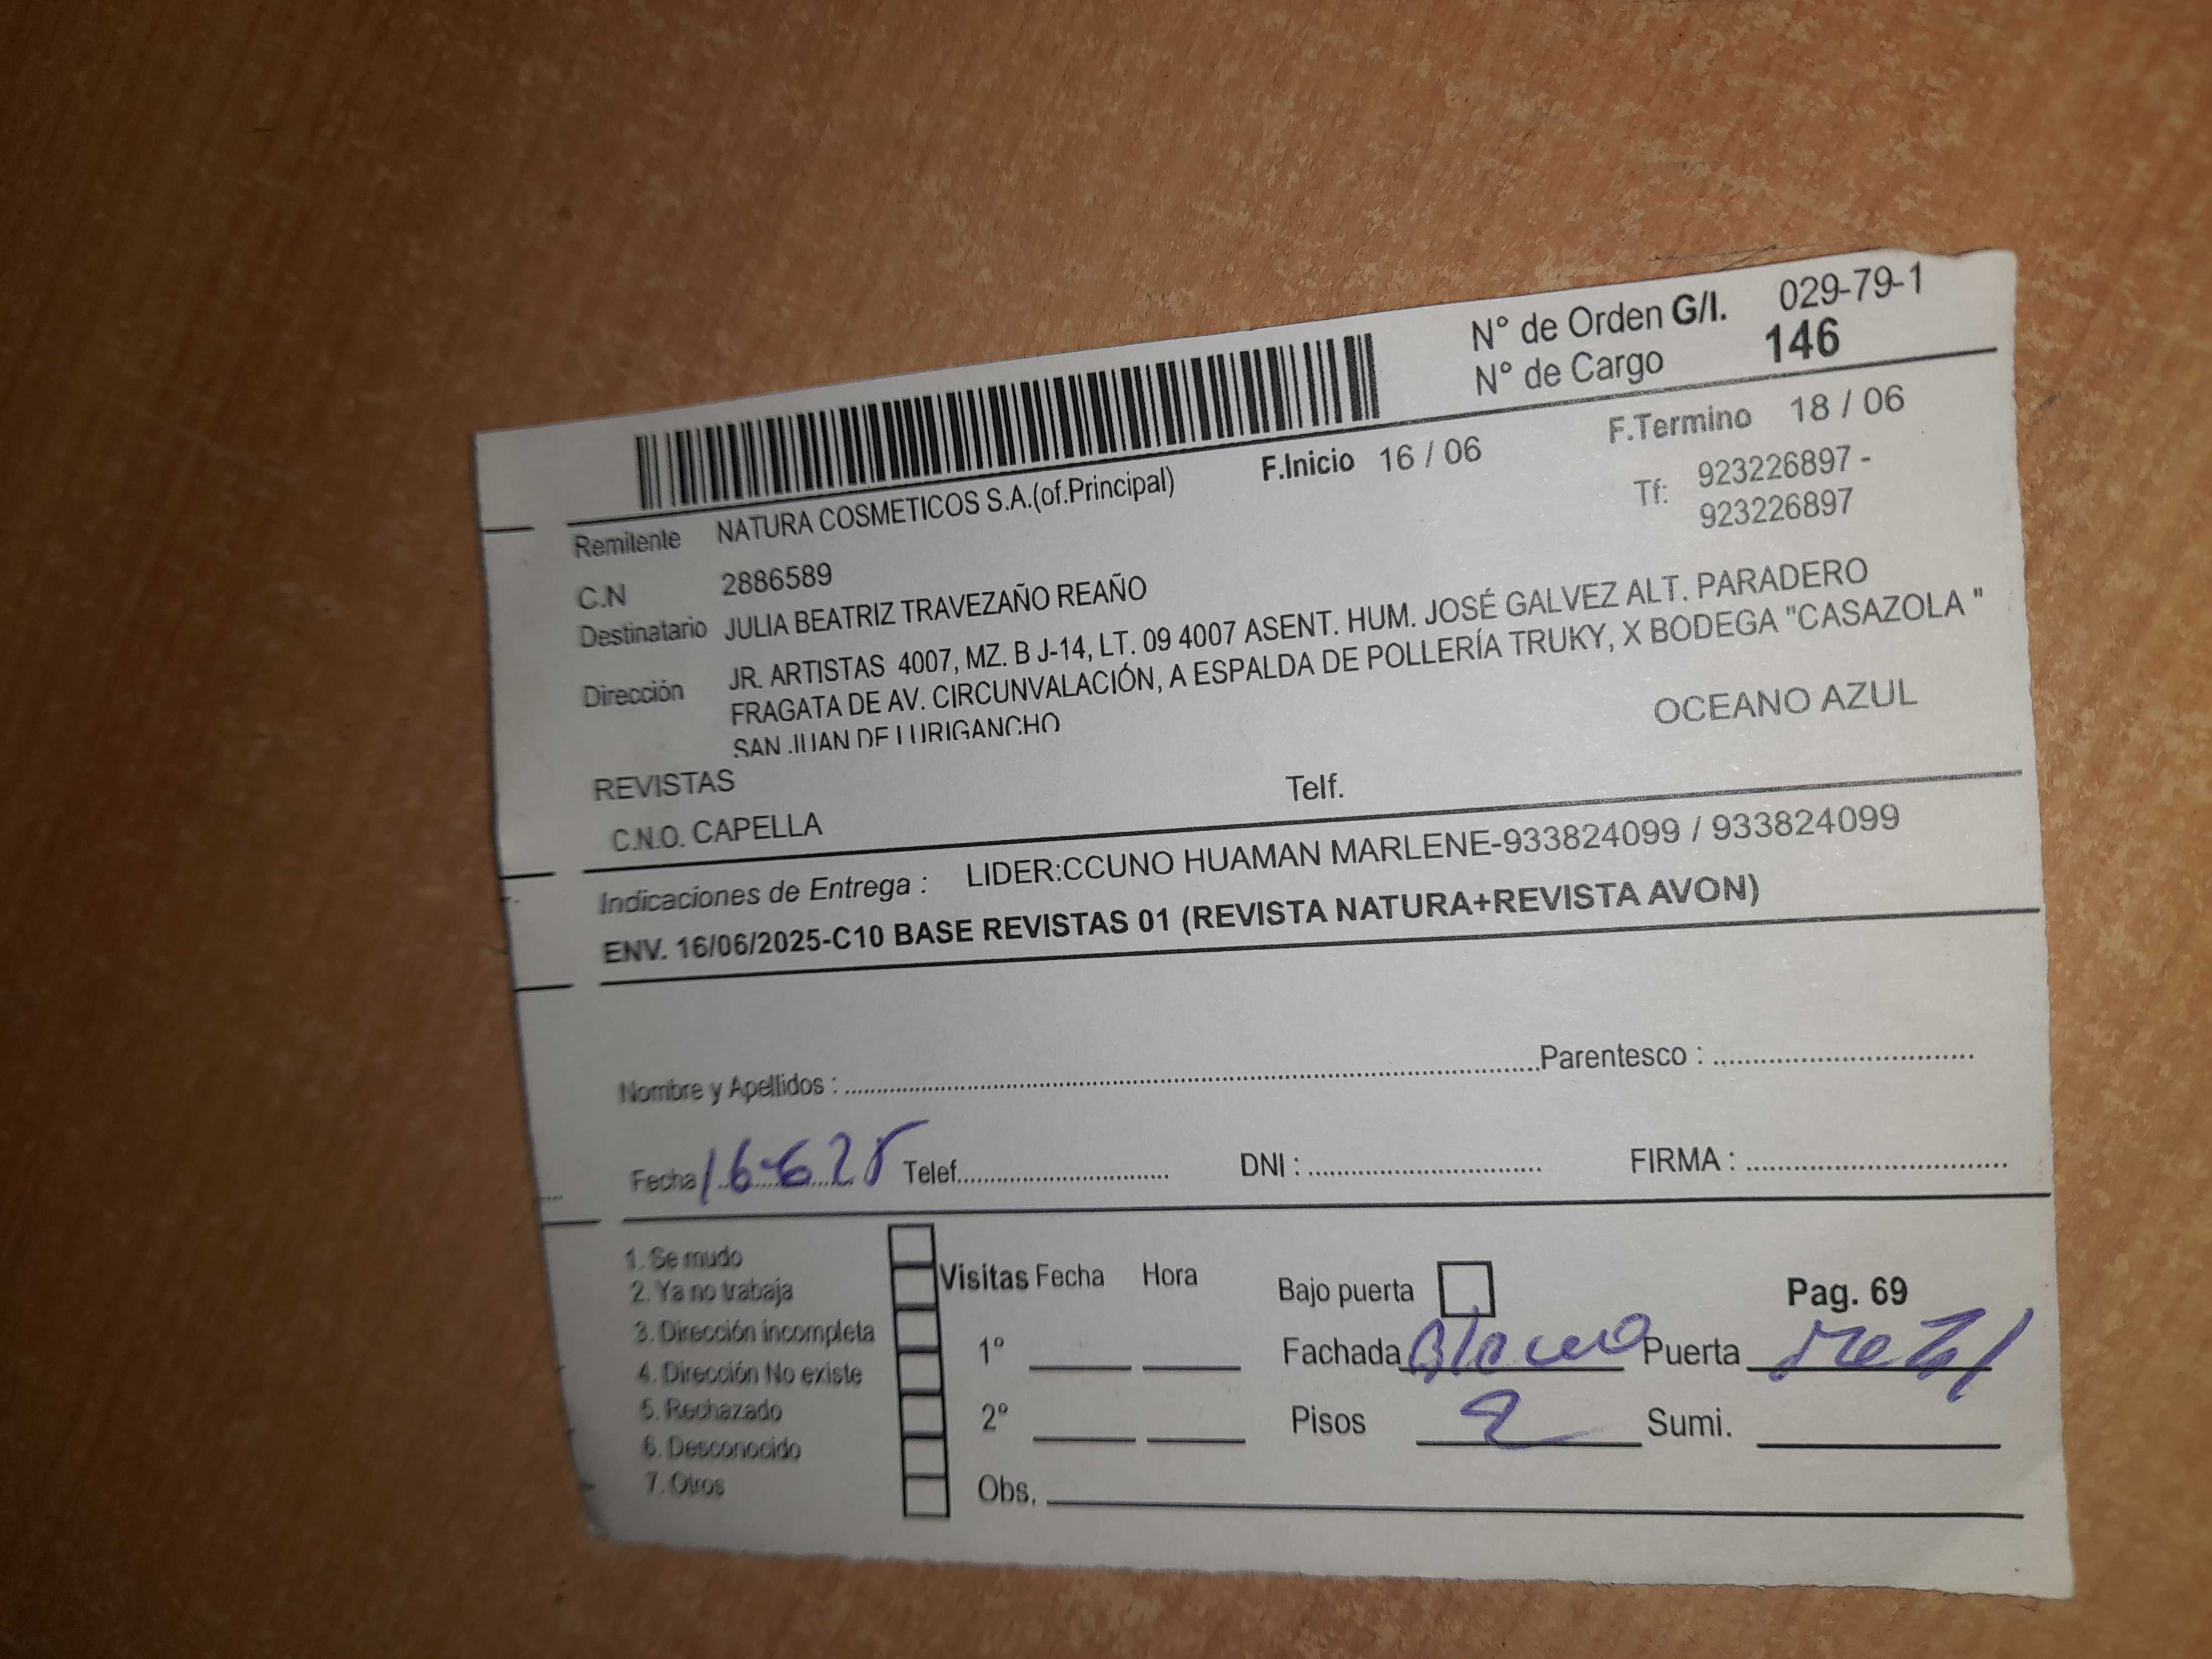 N° de Orden G/I. 029-79-1
N° de Cargo 146
F.Inicio 16 / 06 F.Termino 18 / 06
Remitente NATURA COSMETICOS S.A.(of.Principal) Tf: 923226897 -
923226897
C.N 2886589
Destinatario JULIA BEATRIZ TRAVEZAÑO REAÑO
Dirección JR. ARTISTAS 4007, MZ. B J-14, LT. 09 4007 ASENT. HUM. JOSÉ GALVEZ ALT. PARADERO
FRAGATA DE AV. CIRCUNVALACIÓN, A ESPALDA DE POLLERÍA TRUKY, X BODEGA "CASAZOLA "
SAN JUAN DE LURIGANCHO
OCEANO AZUL
REVISTAS
C.N.O. CAPELLA Telf.
Indicaciones de Entrega : LIDER:CCUNO HUAMAN MARLENE-933824099 / 933824099
ENV. 16/06/2025-C10 BASE REVISTAS 01 (REVISTA NATURA+REVISTA AVON)
Nombre y Apellidos : Parentesco :
Fecha 16-6-25 Telef. DNI : FIRMA :
1. Se mudo
2. Ya no trabaja
3. Dirección incompleta
4. Dirección No existe
5. Rechazado
6. Desconocido
7. Otros
Visitas Fecha Hora
1°
2°
Obs.
Bajo puerta Pag. 69
Fachada Blanco Puerta Metal
Pisos 2 Sumi.